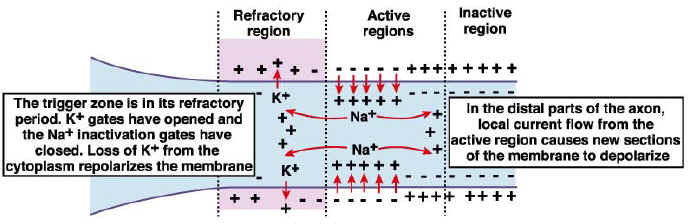 Refractory
region
Active
regions
Inactive
region
The trigger zone is in its refractory
period. K+ gates have opened and
the Na+ inactivation gates have
closed. Loss of K+ from the
cytoplasm repolarizes the membrane
K+
Na+
Na+
K+
In the distal parts of the axon,
local current flow from the
active region causes new sections
of the membrane to depolarize